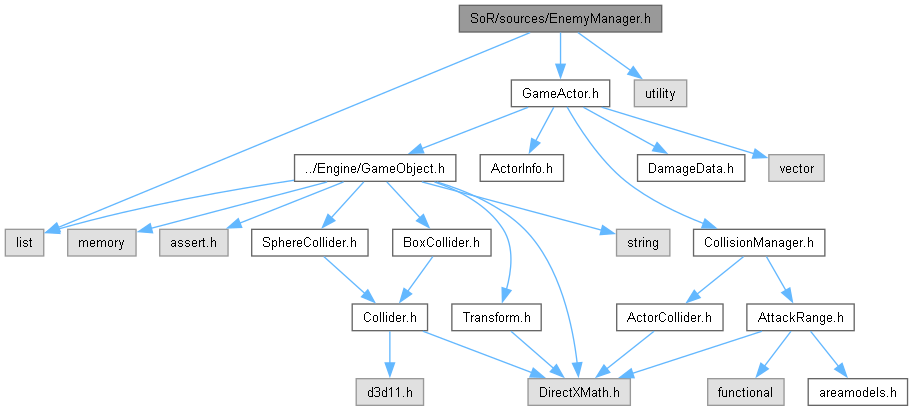 SoR/sources/EnemyManager.h
GameActor.h
utility
../Engine/GameObject.h
ActorInfo.h
DamageData.h
vector
list
memory
assert.h
SphereCollider.h
BoxCollider.h
string
CollisionManager.h
Collider.h
Transform.h
ActorCollider.h
AttackRange.h
d3d11.h
DirectXMath.h
functional
areamodels.h